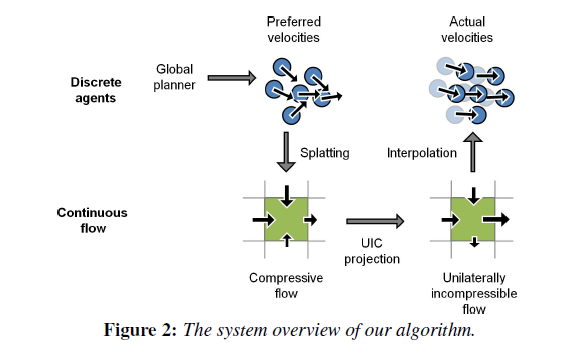 Preferred
velocities
Actual
velocities
Global
planner
Discrete
agents
Splatting
Interpolation
Continuous
flow
UIC
projection
Compressive
flow
Unilaterally
incompressible
flow
Figure 2: The system overview of our algorithm.